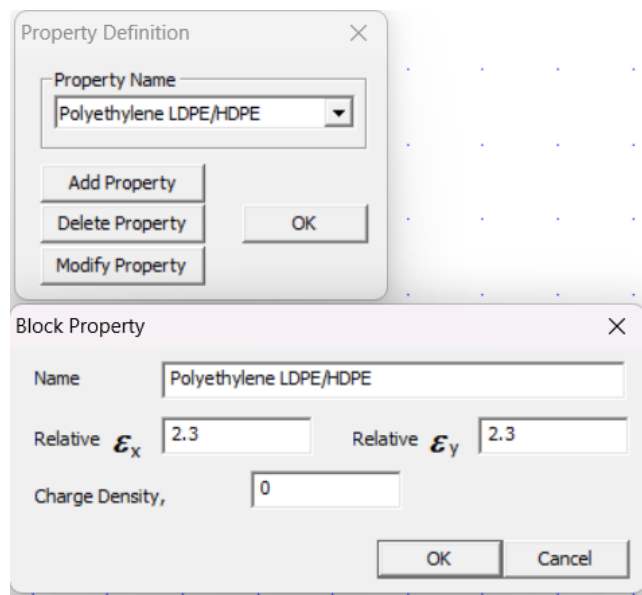 Property Definition
Property Name
Polyethylene LDPE/HDPE
Add Property
Delete Property
OK
Modify Property
Block Property
Name
Polyethylene LDPE/HDPE
Relative εx 2.3 Relative εy 2.3
Charge Density, 0
OK Cancel